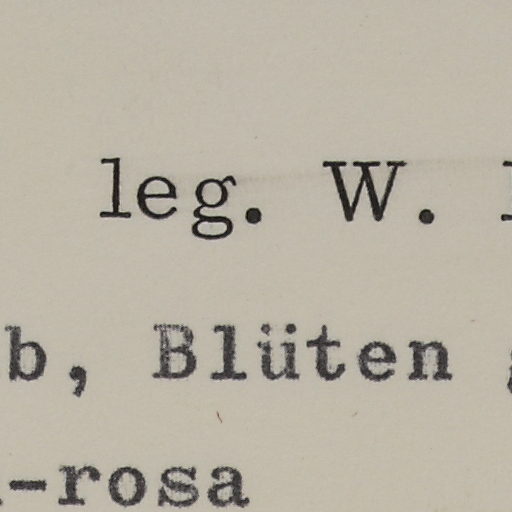 leg. W.
b, Blüten
-rosa